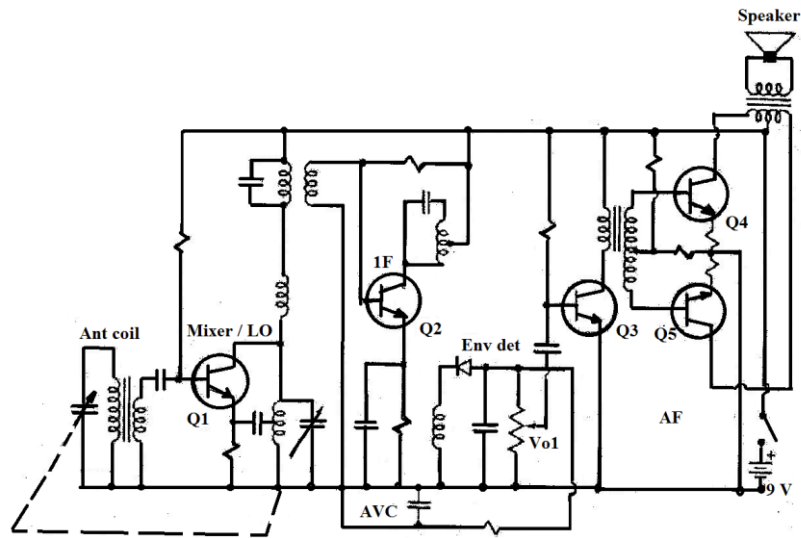 Speaker
Q4
1F
Mixer / LO
Q2
Q3
Q5
Ant coil
Env det
Q1
Vo1
AF
+
9 V
AVC